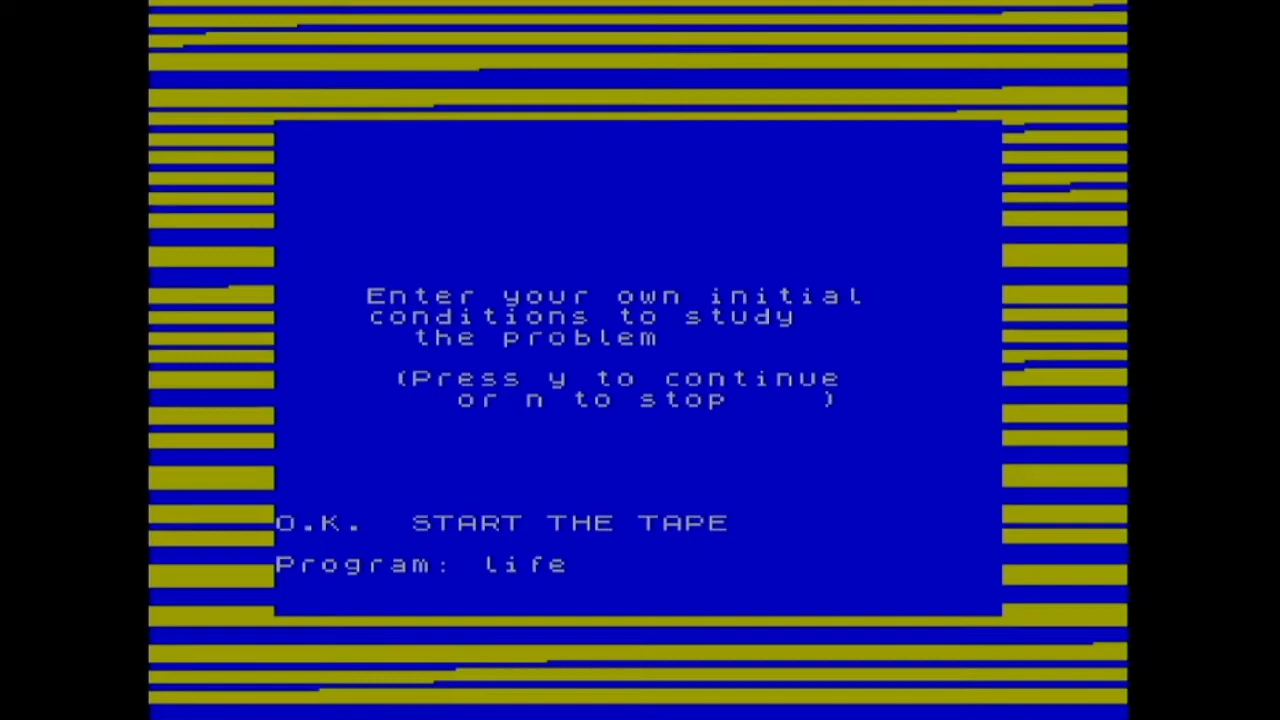 Enter your own initial
conditions to study
the problem
(Press y to continue
or n to stop )
O.K. START THE TAPE
Program: life